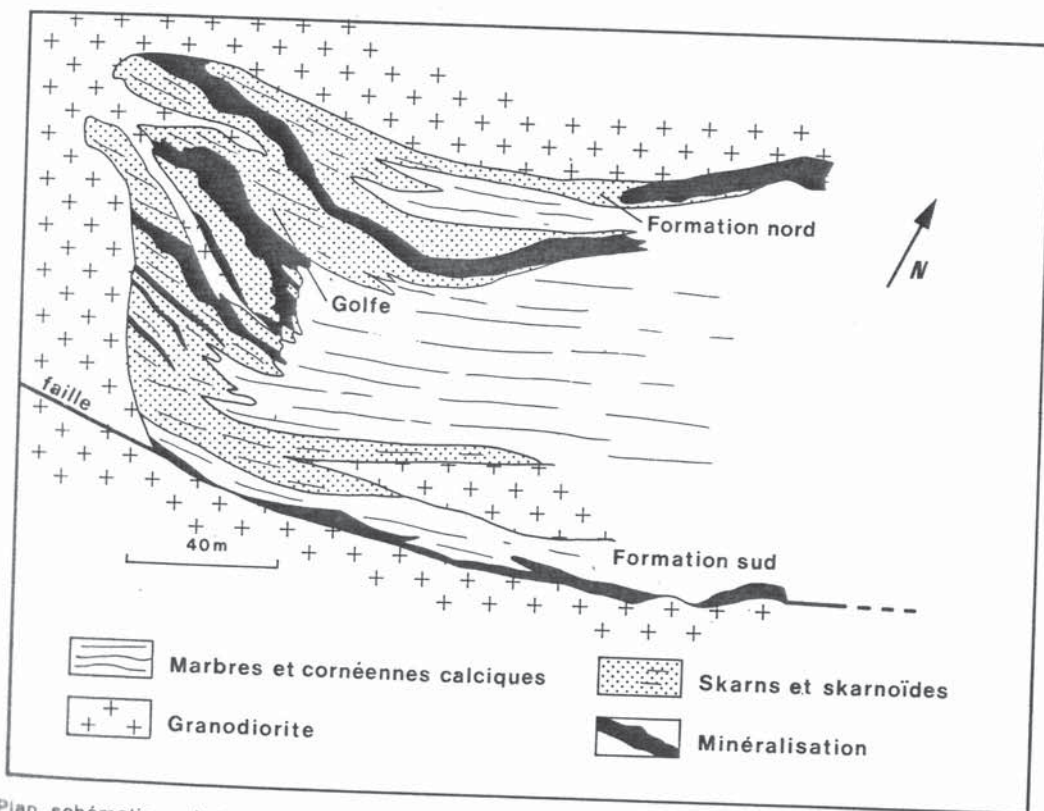 Formation nord
N
Golfe
faille
40m
Formation sud
Marbres et cornéennes calciques
Skarns et skarnoïdes
Granodiorite
Minéralisation
Plan schématique